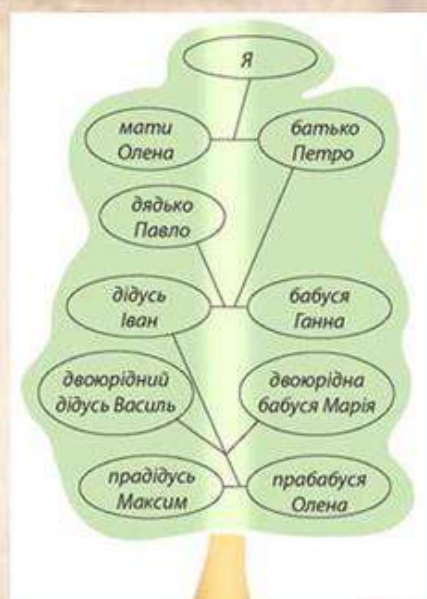 Я
мати
Олена
батько
Петро
дядько
Павло
дідусь
Іван
бабуся
Ганна
двоюрідний
дідусь Василь
двоюрідна
бабуся Марія
прадідусь
Максим
прабабуся
Олена